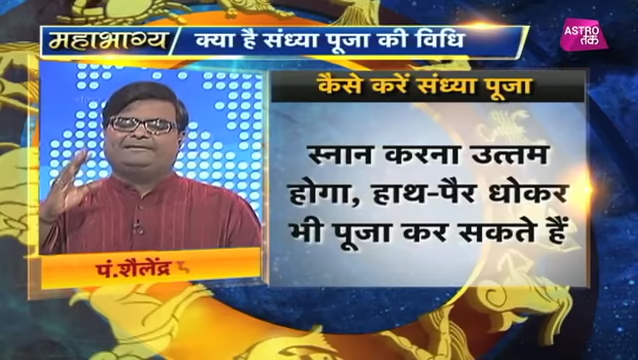 महाभाग्य
क्या है संध्या पूजा की विधि
ASTRO
तक
कैसे करें संध्या पूजा
स्नान करना उत्तम
होगा, हाथ-पैर धोकर
भी पूजा कर सकते हैं
पं.शैलेंद्र